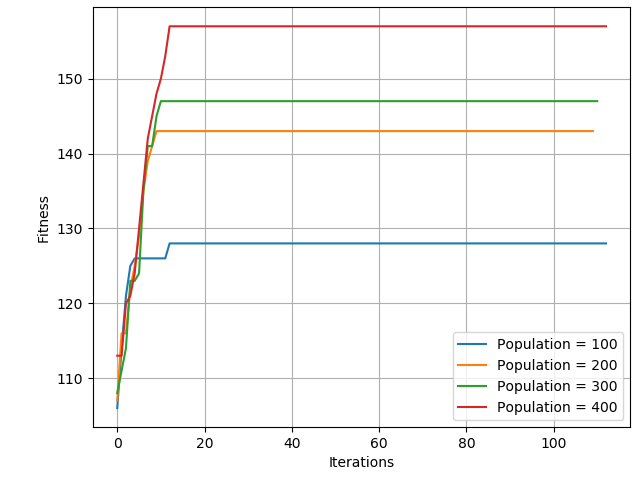 150
140
130
120
110
Fitness
0 20 40 60 80 100
Iterations
Population = 100
Population = 200
Population = 300
Population = 400